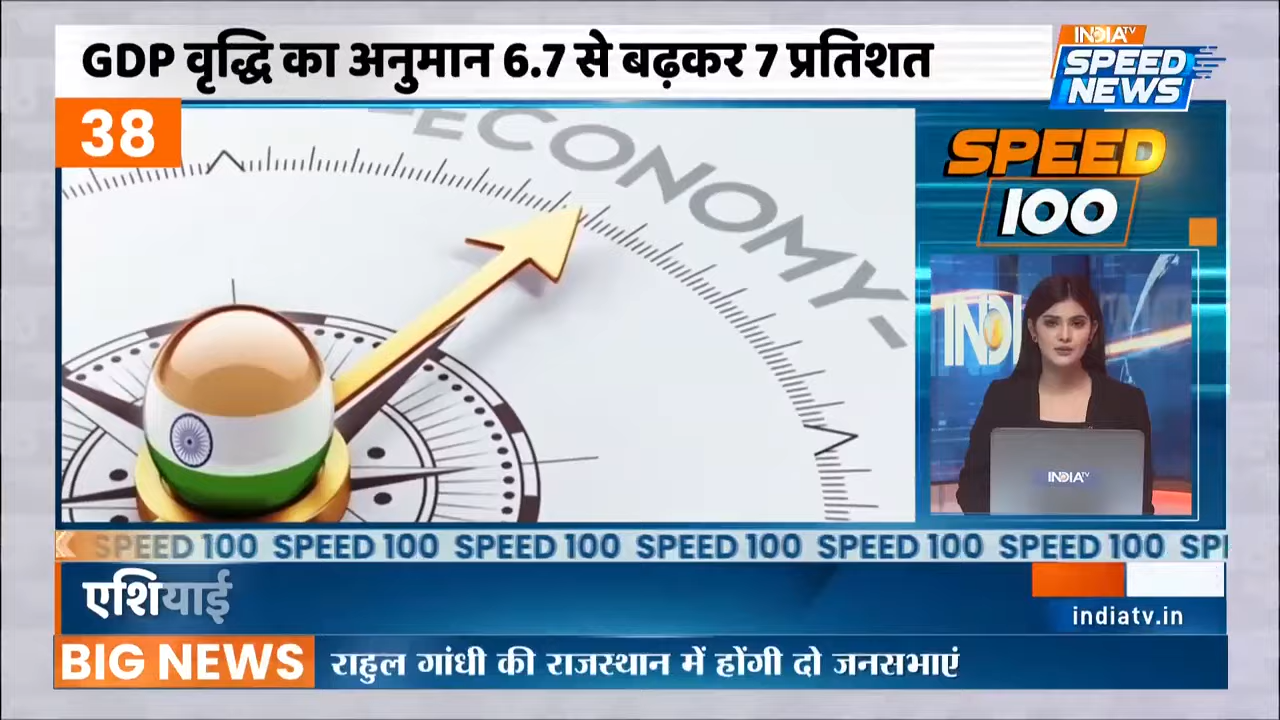 GDP वृद्धि का अनुमान 6.7 से बढ़कर 7 प्रतिशत
INDIA TV
SPEED
NEWS
38
ECONOMY
SPEED
100
INDI
INDIA TV
SPEED 100 SPEED 100 SPEED 100 SPEED 100 SPEED 100 SPEED 100 SPE
एशियाई
indiatv.in
BIG NEWS राहुल गांधी की राजस्थान में होंगी दो जनसभाएं